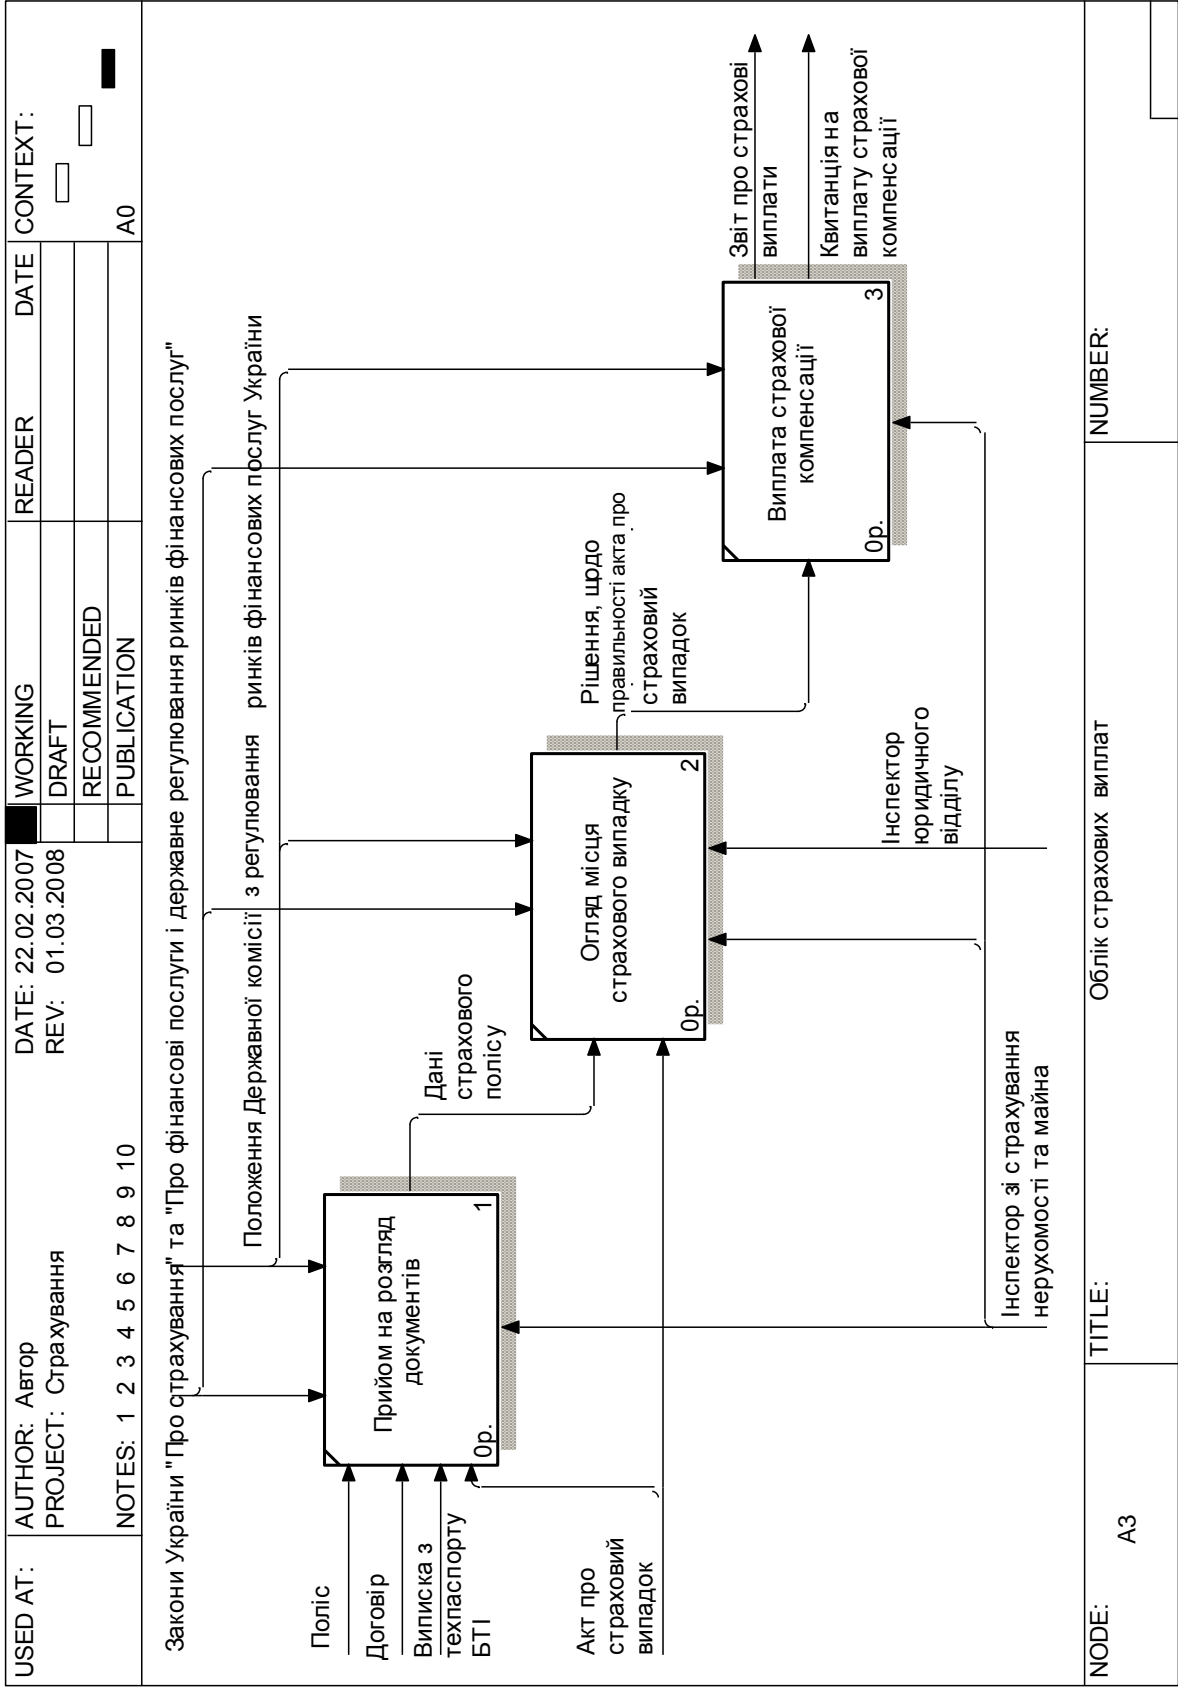 USED AT:
AUTHOR: Автор
PROJECT: Страхування
NOTES: 1 2 3 4 5 6 7 8 9 10
DATE: 22.02.2007
REV: 01.03.2008
WORKING
DRAFT
RECOMMENDED
PUBLICATION
READER
DATE
CONTEXT:
A0
Закони України "Про страхування" та "Про фінансові послуги і державне регулювання ринків фінансових послуг"
Положення Державної комісії з регулювання ринків фінансових послуг України
Поліс
Договір
Виписка з
техпаспорту
БТІ
Акт про
страховий
випадок
Прийом на розгляд
документів
0р.
1
Дані
страхового
полісу
Огляд місця
страхового випадку
0р.
2
Рішення, щодо
правильності акта про
страховий
випадок
Виплата страхової
компенсації
0р.
3
Звіт про страхові
виплати
Квитанція на
виплату страхової
компенсації
Інспектор
юридичного
відділу
Інспектор зі страхування
нерухомості та майна
NODE:
A3
TITLE:
Облік страхових виплат
NUMBER: